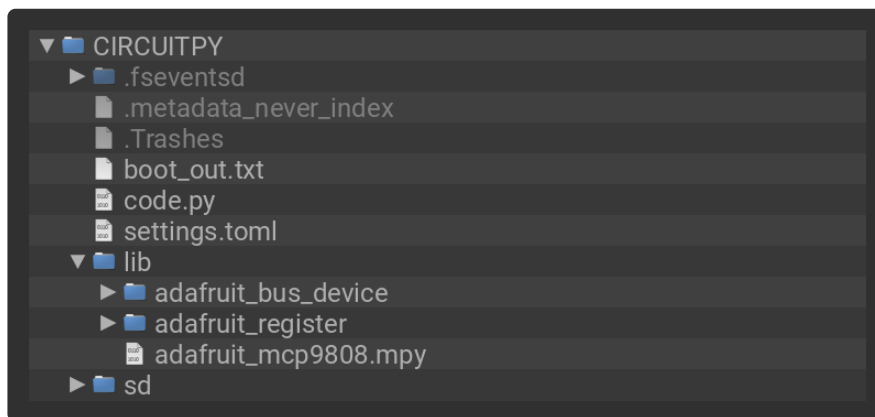 CIRCUITPY
.fseventsd
.metadata_never_index
.Trashes
boot_out.txt
code.py
settings.toml
lib
adafruit_bus_device
adafruit_register
adafruit_mcp9808.mpy
sd